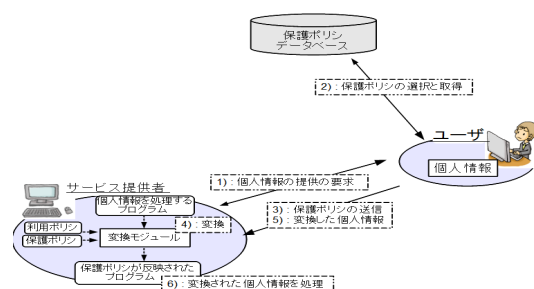 保護ポリシ
データベース
2) : 保護ポリシの選択と取得
ユーザ
個人情報
1) : 個人情報の提供の要求
サービス提供者
個人情報を処理する
プログラム
3) : 保護ポリシの送信
5) : 変換した個人情報
4) : 変換
利用ポリシ
保護ポリシ
変換モジュール
保護ポリシが反映された
プログラム
6) : 変換された個人情報を処理